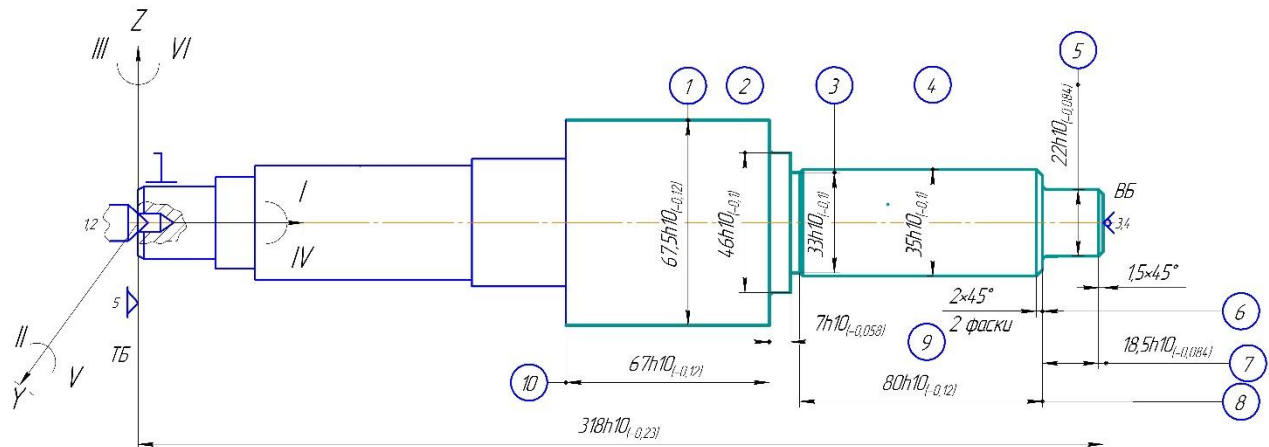 Z
III
VI
5
1
2
3
4
22h10(-0,084)
I
IV
1,2
67,5h10(-0,12)
46h10(-0,1)
33h10(-0,1)
35h10(-0,1)
ВБ
3,4
5
ТБ
II
V
Y
1,5×45°
2×45°
2 фаски
6
7h10(-0,058)
9
18,5h10(-0,084)
7
10
67h10(-0,12)
80h10(-0,12)
8
318h10(-0,23)